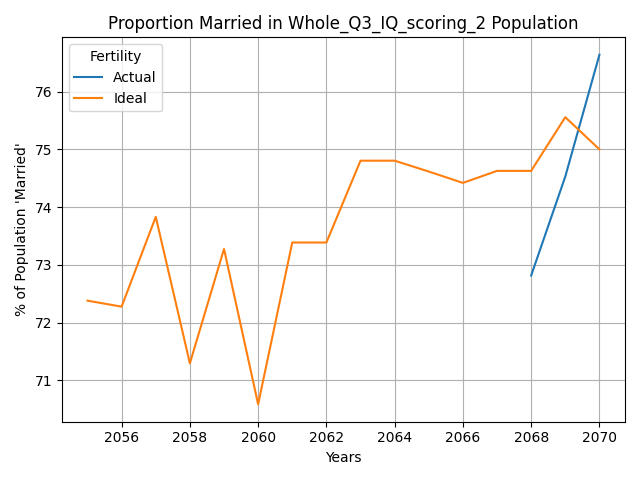 Proportion Married in Whole_Q3_IQ_scoring_2 Population
Fertility
Actual
Ideal
% of Population 'Married'
76
75
74
73
72
71
2056 2058 2060 2062 2064 2066 2068 2070
Years